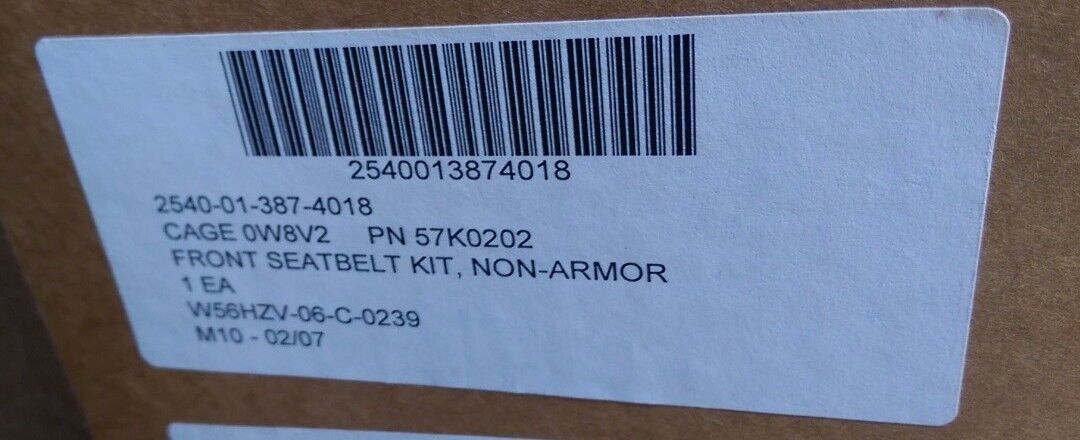 2540013874018
2540-01-387-4018
CAGE 0W8V2 PN 57K0202
FRONT SEATBELT KIT, NON-ARMOR
1 EA
W56HZV-06-C-0239
M10 - 02/07